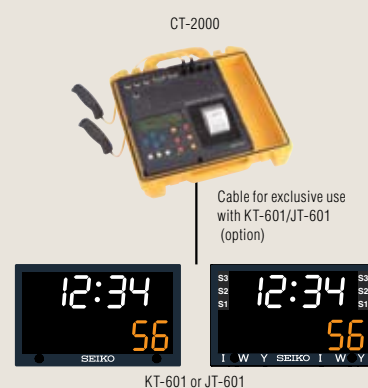 CT-2000
Cable for exclusive use
with KT-601/JT-601
(option)
12:34
56
SEIKO
S3 12:34 S3
S2 S2
S1 S1
56
I W Y SEIKO I W Y
KT-601 or JT-601